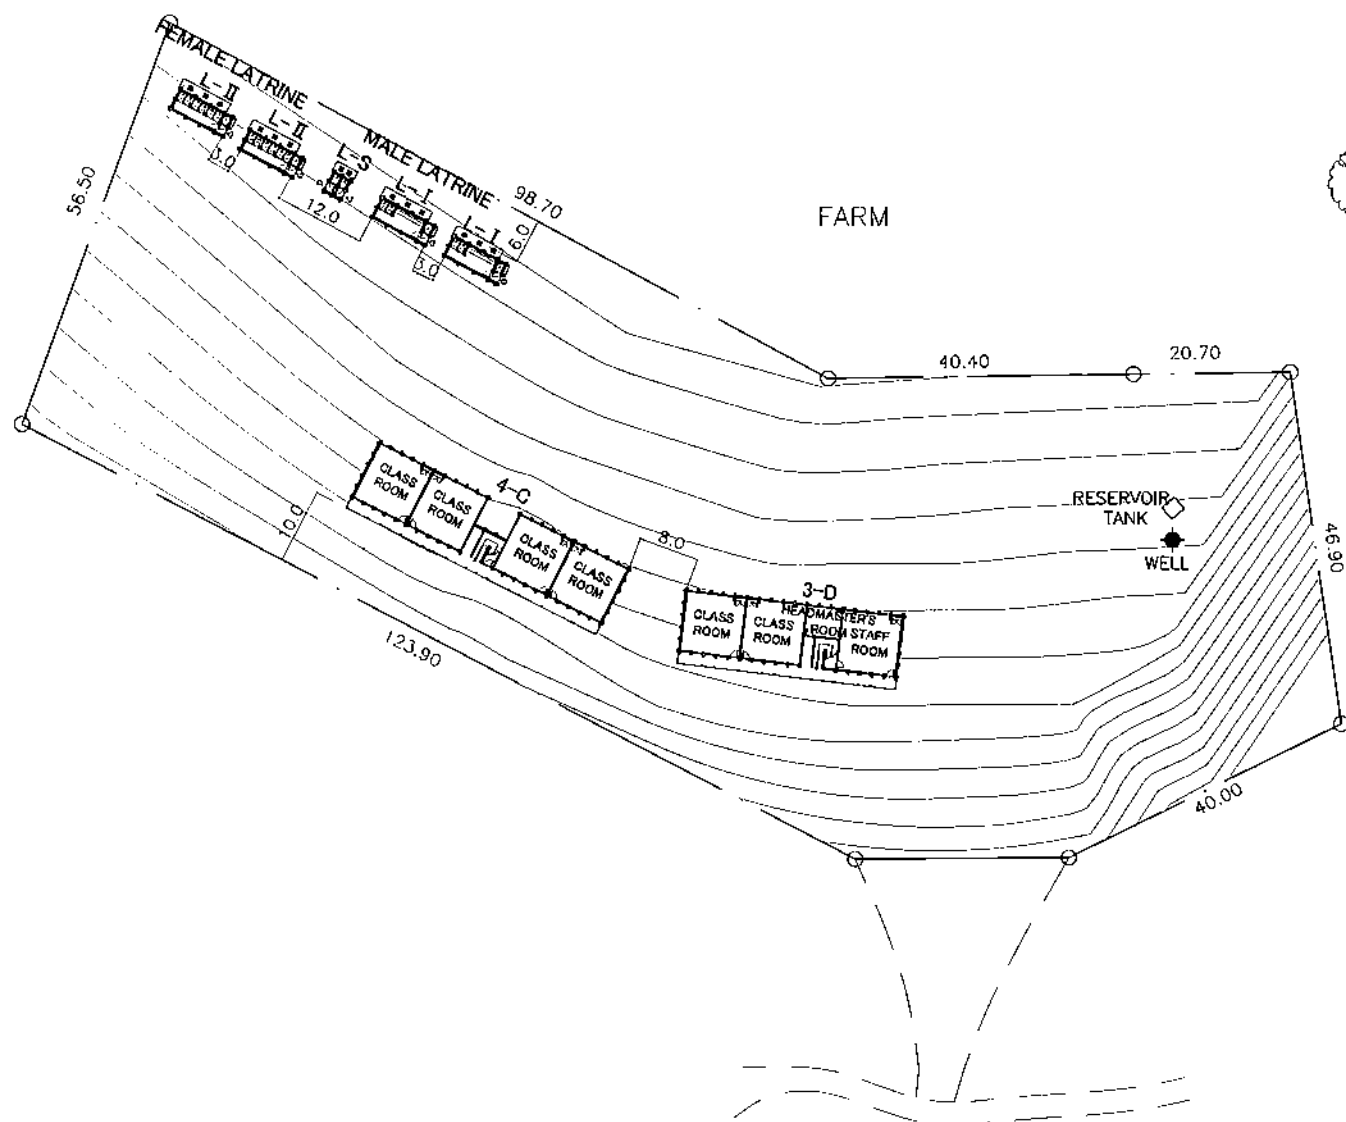 FEMALE LATRINE
L-II
L-II
3.0
56.50
L-S
12.0
MALE LATRINE
L-I
L-I
3.0
6.0
98.70
FARM
40.40
20.70
CLASS
ROOM
CLASS
ROOM
4-C
CLASS
ROOM
CLASS
ROOM
10.0
8.0
123.90
3-D
CLASS
ROOM
CLASS
ROOM
HEADMASTER'S
ROOM
STAFF
ROOM
RESERVOIR
TANK
WELL
46.90
40.00